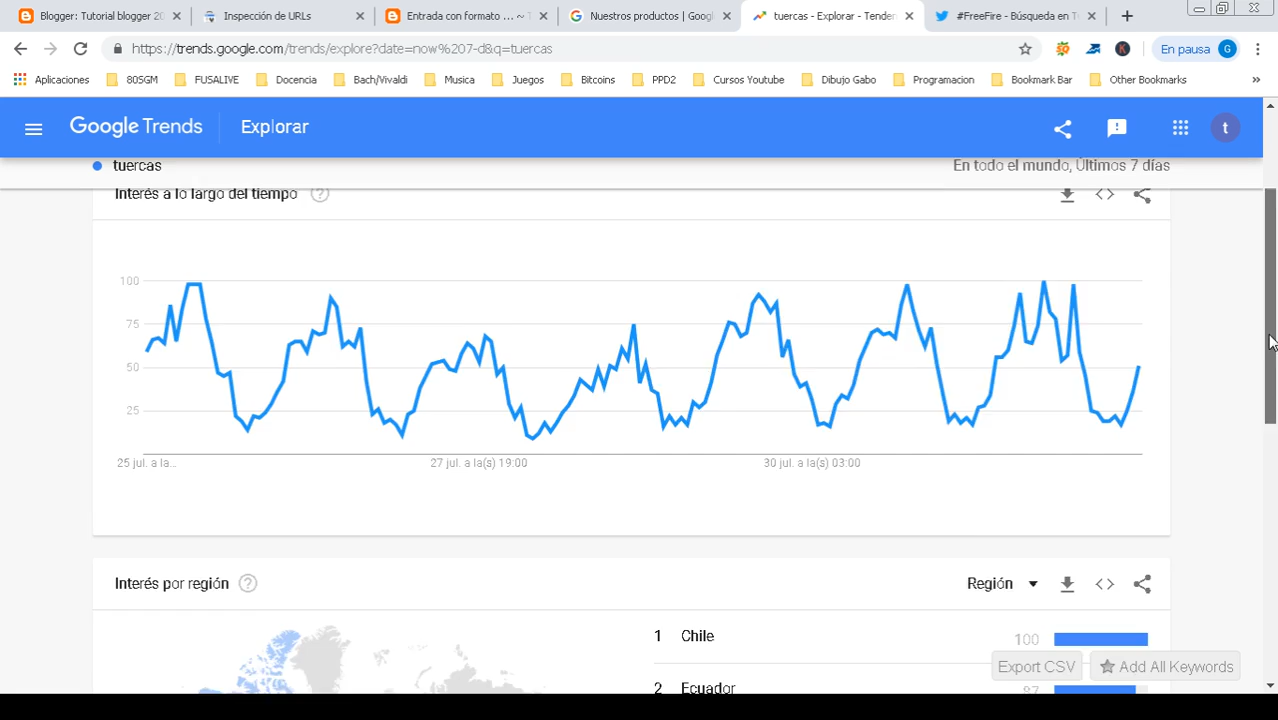 Blogger: Tutorial blogger 20
Inspección de URLs
Entrada con formato ... ~ T
Nuestros productos | Googl
tuercas - Explorar - Tenden
#FreeFire - Búsqueda en Tw
https://trends.google.com/trends/explore?date=now%207-d&q=tuercas
En pausa
G
Aplicaciones
80SGM
FUSALIVE
Docencia
Bach/Vivaldi
Musica
Juegos
Bitcoins
PPD2
Cursos Youtube
Dibujo Gabo
Programacion
Bookmark Bar
Other Bookmarks
Google Trends
Explorar
t
tuercas
En todo el mundo, Últimos 7 días
Interés a lo largo del tiempo
100
75
50
25
25 jul. a la...
27 jul. a la(s) 19:00
30 jul. a la(s) 03:00
Interés por región
Región
1 Chile 100
Export CSV
Add All Keywords
2 Ecuador 87